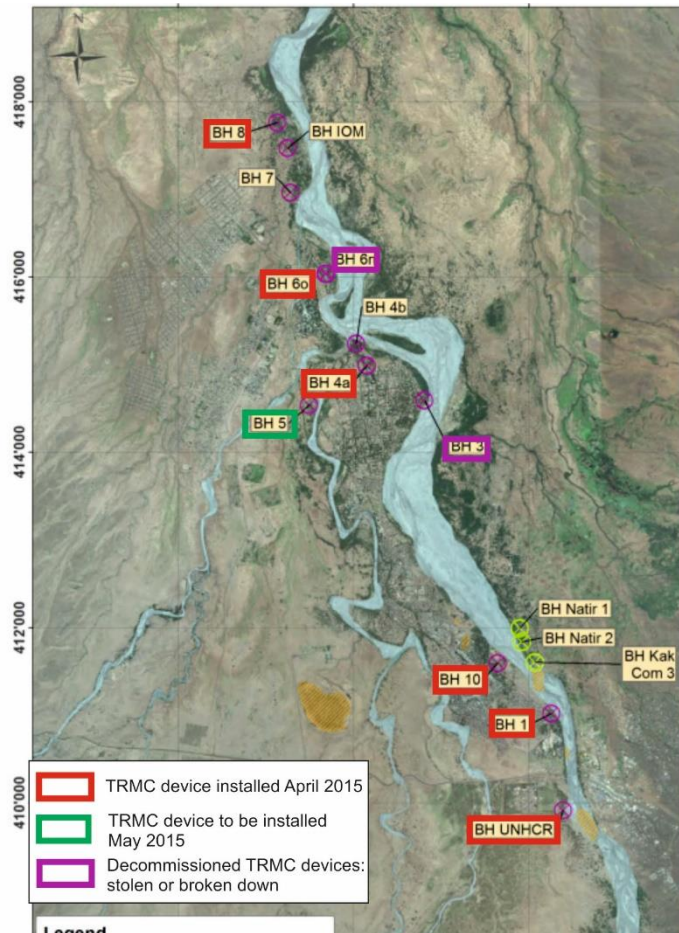 Z
418'000
BH 8
BH IOM
BH 7
BH 6n
416'000
BH 6o
BH 4b
BH 4a
BH 5
BH 3
414'000
BH Natir 1
412'000
BH Natir 2
BH Kak
Com 3
BH 10
BH 1
410'000
BH UNHCR
TRMC device installed April 2015
TRMC device to be installed
May 2015
Decommissioned TRMC devices:
stolen or broken down
Legend